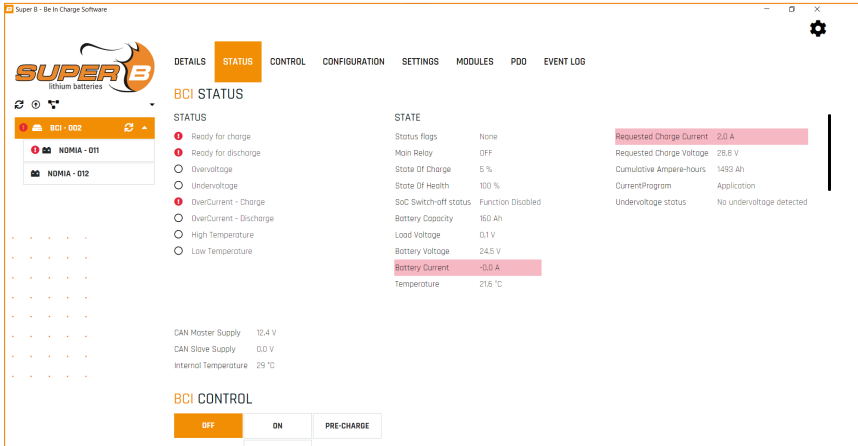 Super B - Be In Charge Software
SUPER B
lithium batteries
DETAILS STATUS CONTROL CONFIGURATION SETTINGS MODULES PDO EVENT LOG
BCI - 002
NOMIA - 011
NOMIA - 012
BCI STATUS
STATUS
Ready for charge
Ready for discharge
Overvoltage
Undervoltage
OverCurrent - Charge
OverCurrent - Discharge
High Temperature
Low Temperature
STATE
Status flags None
Main Relay OFF
State Of Charge 5 %
State Of Health 100 %
SoC Switch-off status Function Disabled
Battery Capacity 160 Ah
Load Voltage 0,1 V
Battery Voltage 24,5 V
Battery Current -0,0 A
Temperature 21,6 °C
Requested Charge Current 2,0 A
Requested Charge Voltage 28,8 V
Cumulative Ampere-hours 1493 Ah
CurrentProgram Application
Undervoltage status No undervoltage detected
CAN Master Supply 12,4 V
CAN Slave Supply 0,0 V
Internal Temperature 29 °C
BCI CONTROL
OFF ON PRE-CHARGE